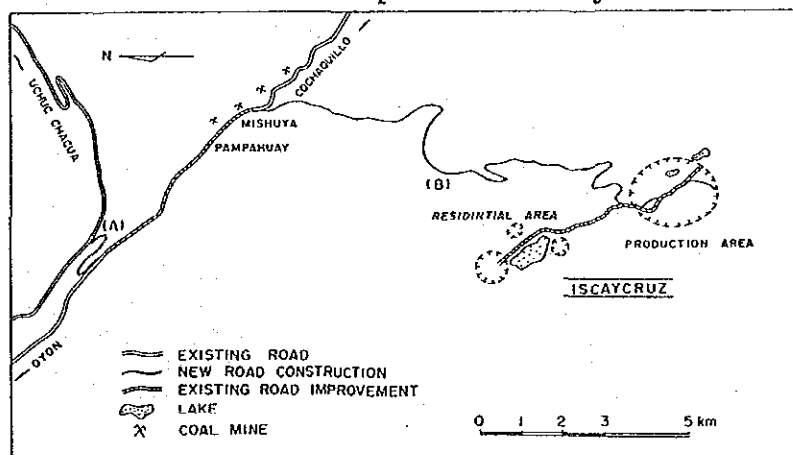 N
UCHUC CHACUA
COCHAQUILLO
MISHUYA
PAMPAHUAY
(A)
(B)
RESIDINTIAL AREA
PRODUCTION AREA
ISCAYCRUZ
OYON
EXISTING ROAD
NEW ROAD CONSTRUCTION
EXISTING ROAD IMPROVEMENT
LAKE
COAL MINE
0 1 2 3 5 km